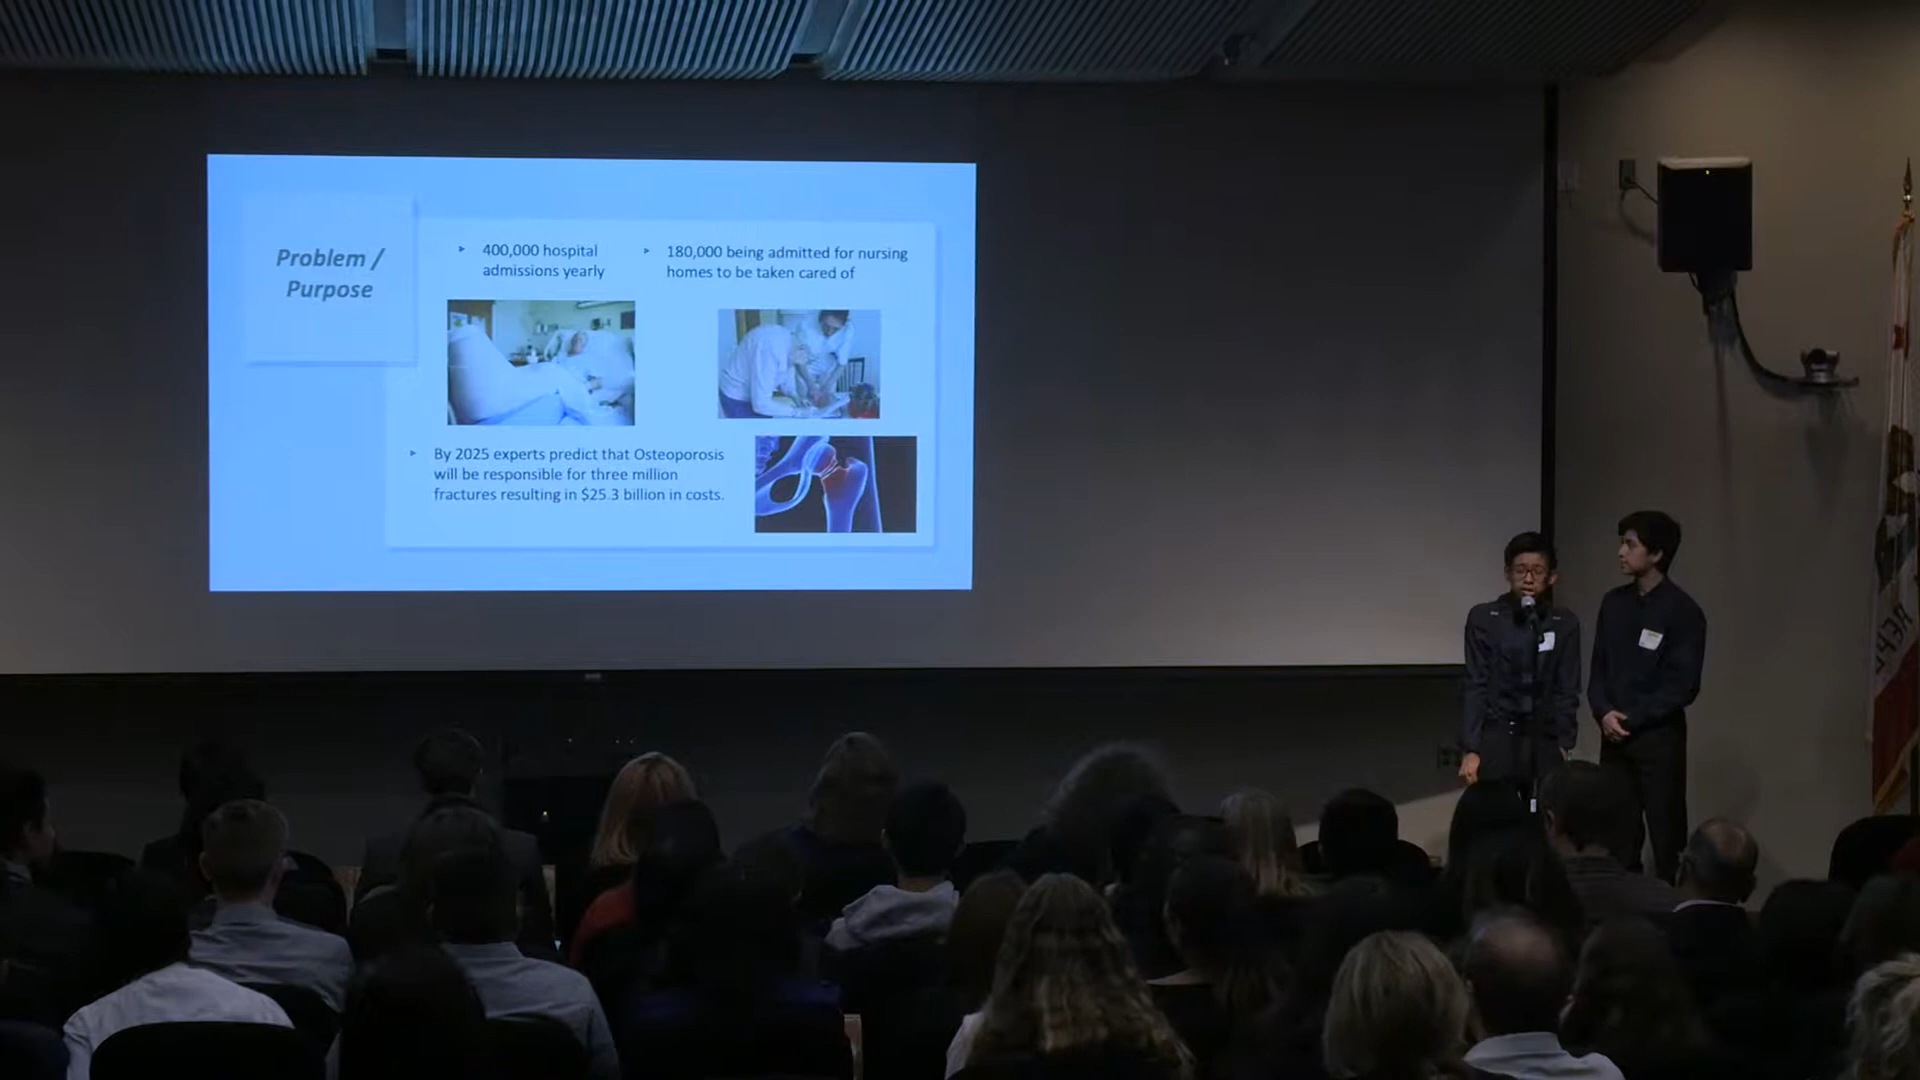 Problem /
Purpose
‣ 400,000 hospital
admissions yearly
‣ 180,000 being admitted for nursing
homes to be taken cared of
‣ By 2025 experts predict that Osteoporosis
will be responsible for three million
fractures resulting in $25.3 billion in costs.